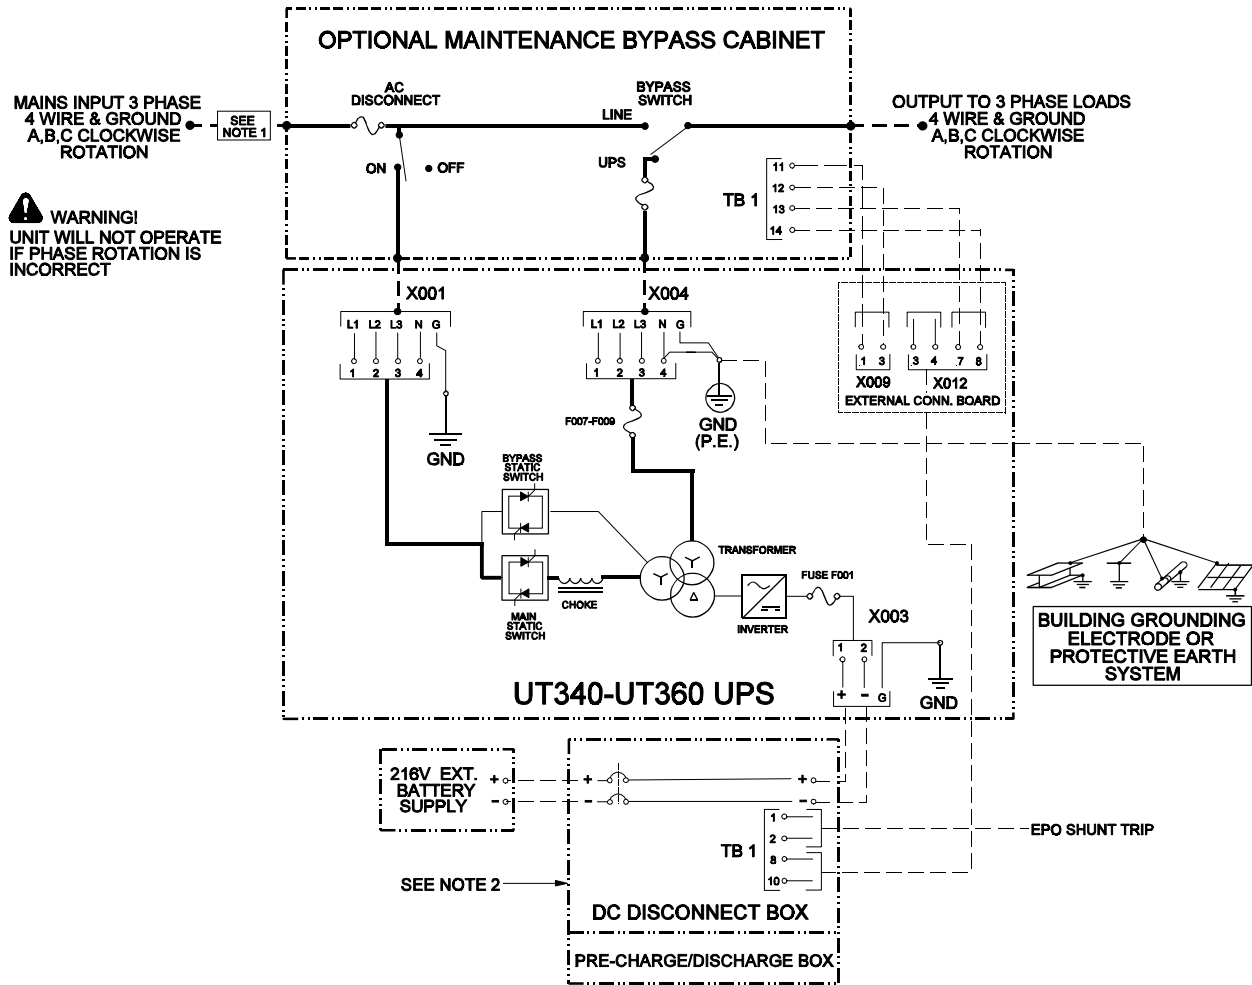 OPTIONAL MAINTENANCE BYPASS CABINET
MAINS INPUT 3 PHASE
4 WIRE & GROUND
A,B,C CLOCKWISE
ROTATION
SEE
NOTE 1
AC
DISCONNECT
ON
OFF
LINE
BYPASS
SWITCH
UPS
TB 1
11
12
13
14
OUTPUT TO 3 PHASE LOADS
4 WIRE & GROUND
A,B,C CLOCKWISE
ROTATION
WARNING!
UNIT WILL NOT OPERATE
IF PHASE ROTATION IS
INCORRECT
X001
L1 L2 L3 N G
1 2 3 4
GND
X004
L1 L2 L3 N G
1 2 3 4
GND
(P.E.)
F007-F009
1 3
3 4 7 8
X009
X012
EXTERNAL CONN. BOARD
BYPASS
STATIC
SWITCH
MAIN
STATIC
SWITCH
CHOKE
TRANSFORMER
Δ
INVERTER
FUSE F001
X003
1 2
+ − G
GND
BUILDING GROUNDING
ELECTRODE OR
PROTECTIVE EARTH
SYSTEM
UT340-UT360 UPS
216V EXT.
BATTERY
SUPPLY
+
−
+
−
+
−
TB 1
1
2
8
10
EPO SHUNT TRIP
SEE NOTE 2
DC DISCONNECT BOX
PRE-CHARGE/DISCHARGE BOX